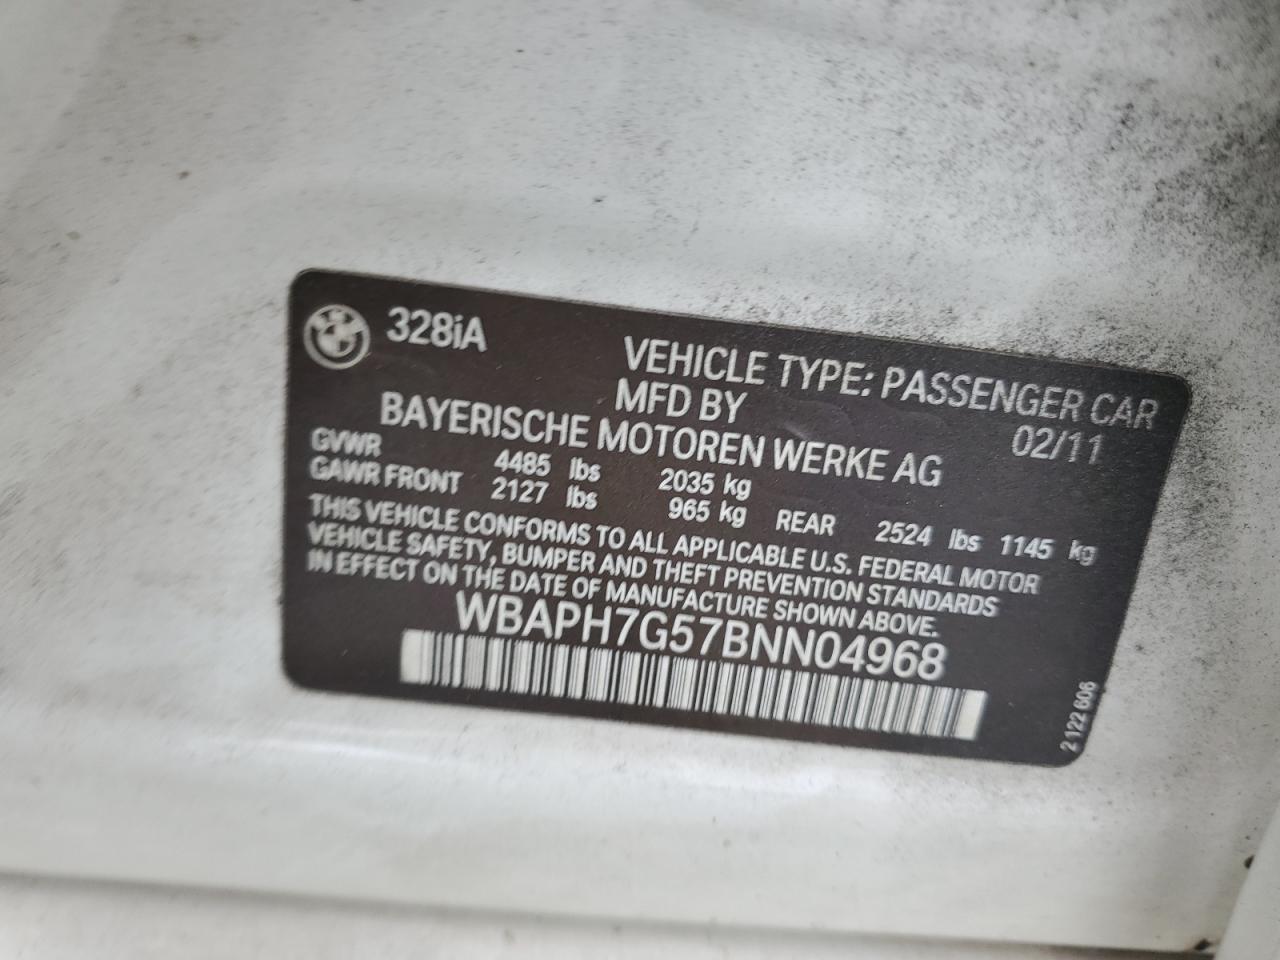 328iA
VEHICLE TYPE: PASSENGER CAR
MFD BY
02/11
BAYERISCHE MOTOREN WERKE AG
GVWR 4485 lbs 2035 kg
GAWR FRONT 2127 lbs 965 kg REAR 2524 lbs 1145 kg
THIS VEHICLE CONFORMS TO ALL APPLICABLE U.S. FEDERAL MOTOR
VEHICLE SAFETY, BUMPER AND THEFT PREVENTION STANDARDS
IN EFFECT ON THE DATE OF MANUFACTURE SHOWN ABOVE.
WBAPH7G57BNN04968
2 122 606